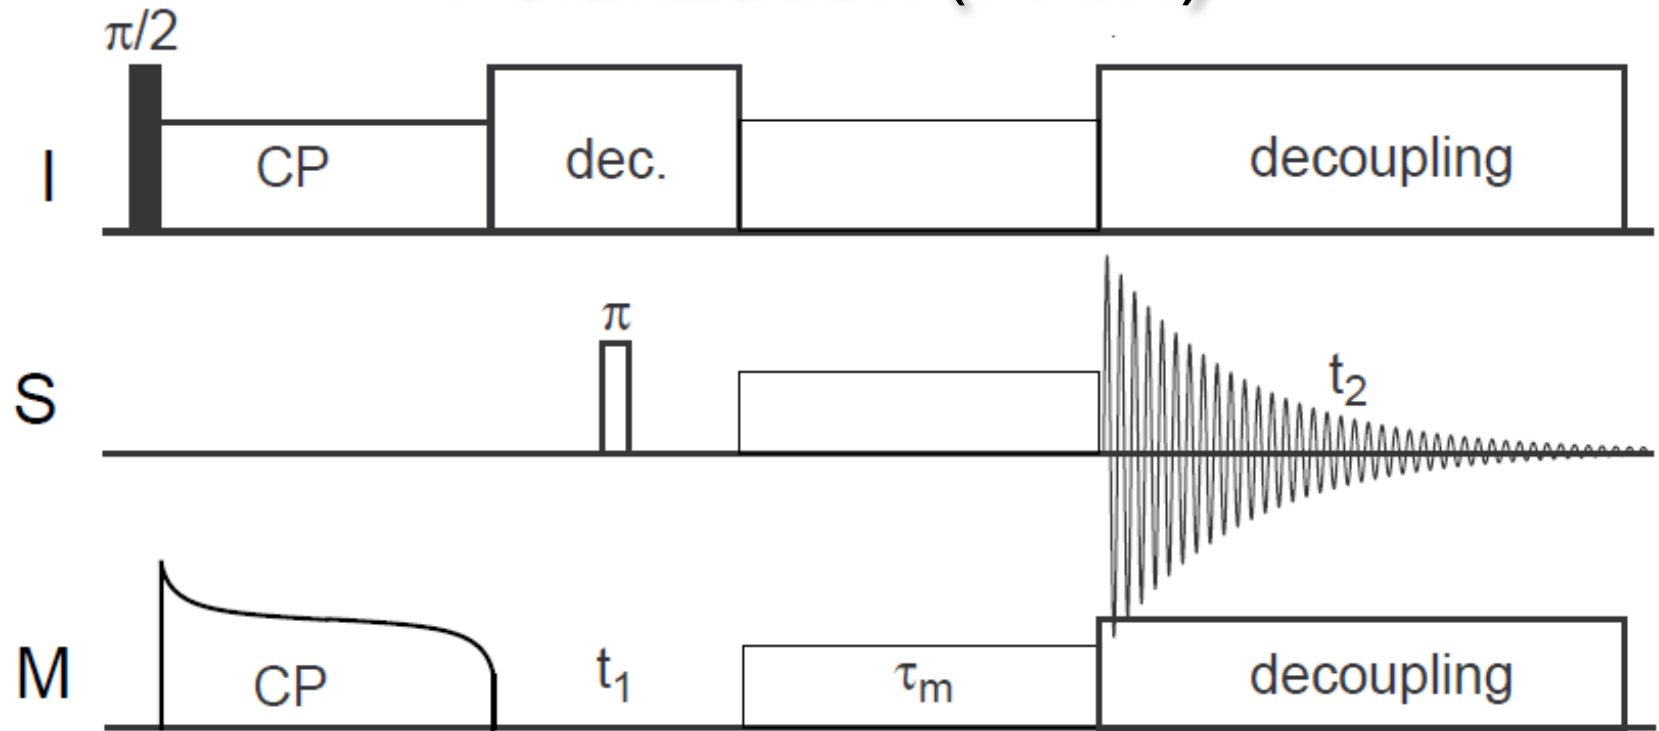 π/2
I
CP
dec.
decoupling
π
S
t₂
M
CP
t₁
τₘ
decoupling